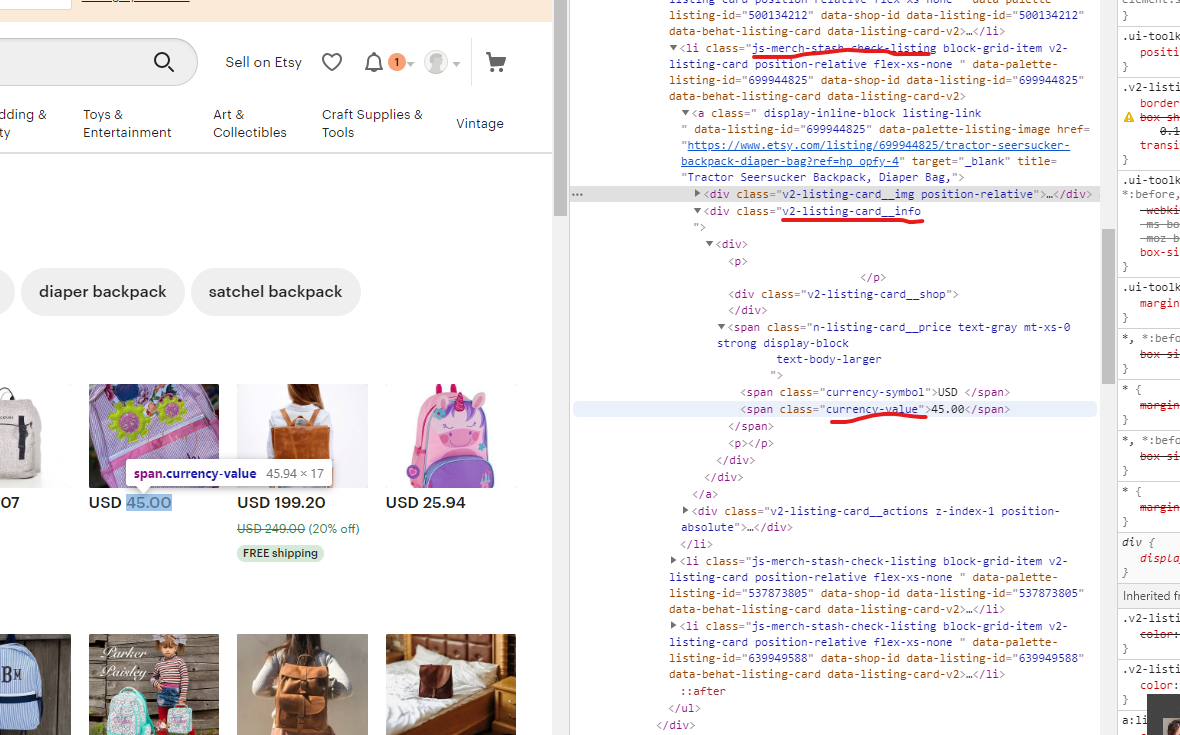 Sell on Etsy
1
dding &
ty
Toys &
Entertainment
Art &
Collectibles
Craft Supplies &
Tools
Vintage
diaper backpack
satchel backpack
span.currency-value 45.94 × 17
07
USD 45.00
USD 199.20
USD 249.00 (20% off)
FREE shipping
USD 25.94
Parker
Paisley
BM
listing-id="500134212" data-shop-id data-listing-id="500134212"
data-behat-listing-card data-listing-card-v2>…</li>
▼<li class="js-merch-stash-check-listing block-grid-item v2-
listing-card position-relative flex-xs-none " data-palette-
listing-id="699944825" data-shop-id data-listing-id="699944825"
data-behat-listing-card data-listing-card-v2>
▼<a class=" display-inline-block listing-link
" data-listing-id="699944825" data-palette-listing-image href=
"https://www.etsy.com/listing/699944825/tractor-seersucker-
backpack-diaper-bag?ref=hp_opfy-4" target="_blank" title=
"Tractor Seersucker Backpack, Diaper Bag,">
… ▶<div class="v2-listing-card__img position-relative">…</div>
▼<div class="v2-listing-card__info
">
▼<div>
<p>
</p>
<div class="v2-listing-card__shop">
</div>
▼<span class="n-listing-card__price text-gray mt-xs-0
strong display-block
text-body-larger
">
<span class="currency-symbol">USD </span>
<span class="currency-value">45.00</span>
</span>
<p></p>
</div>
</div>
</a>
▶<div class="v2-listing-card__actions z-index-1 position-
absolute">…</div>
</li>
▶<li class="js-merch-stash-check-listing block-grid-item v2-
listing-card position-relative flex-xs-none " data-palette-
listing-id="537873805" data-shop-id data-listing-id="537873805"
data-behat-listing-card data-listing-card-v2>…</li>
▶<li class="js-merch-stash-check-listing block-grid-item v2-
listing-card position-relative flex-xs-none " data-palette-
listing-id="639949588" data-shop-id data-listing-id="639949588"
data-behat-listing-card data-listing-card-v2>…</li>
::after
</ul>
</div>
}
.ui-toolk
positi
}
.v2-listi
border
box-sh
0.1
transi
}
.ui-toolk
*:before,
-webki
-ms-bo
-moz-b
box-si
}
.ui-toolk
margin
}
*, *:befo
box-si
}
* {
margin
}
*, *:befo
box-si
}
* {
margin
}
div {
display
}
Inherited fr
.v2-listi
color:
}
.v2-listi
color:
}
a:li